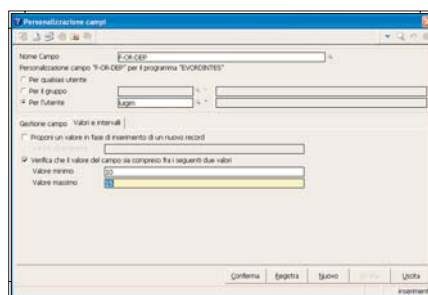 Personalizzazione campi
Nome Campo F-OR-DEP
Personalizzazione campo "F-OR-DEP" per il programma "EVORDINTES"
Per qualsiasi utente
Per il gruppo
Per l'utente luigim
Gestione campo Valori e intervalli
Proponi un valore in fase di inserimento di un nuovo record
Verifica che il valore del campo sia compreso fra i seguenti due valori
Valore minimo
Valore massimo
Conferma Registra Nuovo Uscita
inseriment